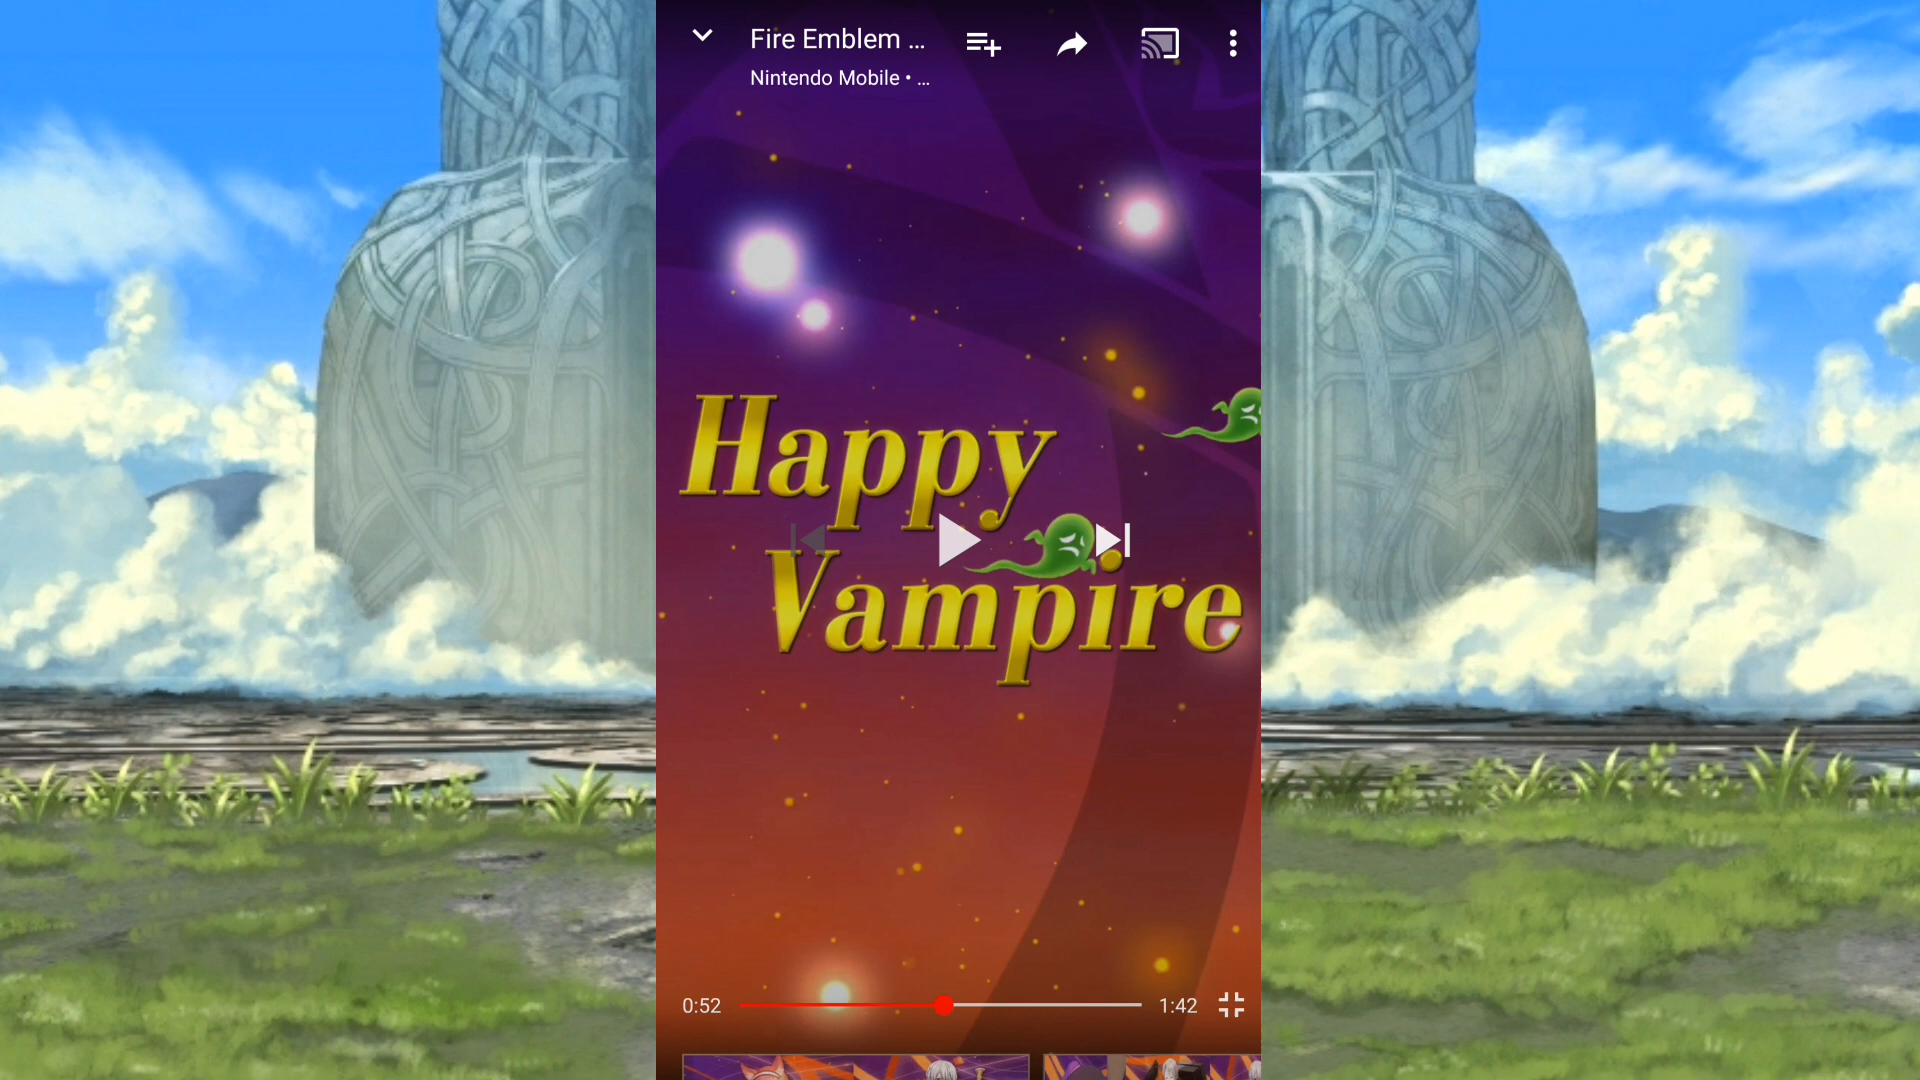 Fire Emblem ...
Nintendo Mobile • ...
Happy
Vampire
0:52
1:42